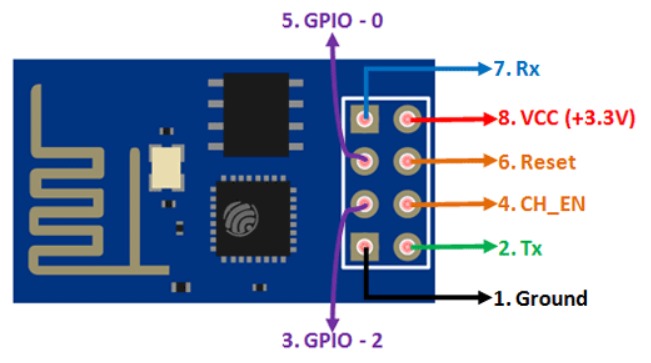 5. GPIO - 0
7. Rx
8. VCC (+3.3V)
6. Reset
4. CH_EN
2. Tx
1. Ground
3. GPIO - 2